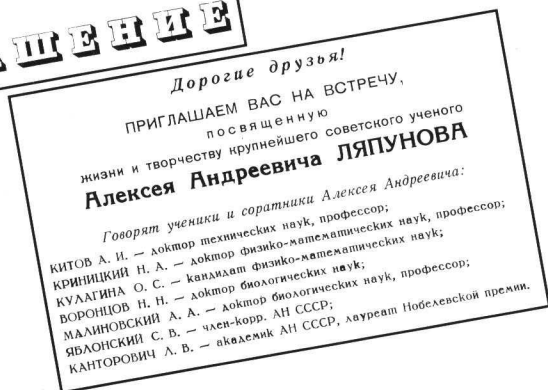 АШЕНИЕ
Дорогие друзья!
ПРИГЛАШАЕМ ВАС НА ВСТРЕЧУ,
посвященную
жизни и творчеству крупнейшего советского ученого
Алексея Андреевича ЛЯПУНОВА
Говорят ученики и соратники Алексея Андреевича:
КИТОВ А. И. — доктор технических наук, профессор;
КРИНИЦКИЙ Н. А. — доктор физико-математических наук, профессор;
КУЛАГИНА О. С. — кандидат физико-математических наук;
ВОРОНЦОВ Н. Н. — доктор биологических наук;
МАЛИНОВСКИЙ А. А. — доктор биологических наук, профессор;
ЯБЛОНСКИЙ С. В. — член-корр. АН СССР;
КАНТОРОВИЧ Л. В. — академик АН СССР, лауреат Нобелевской премии.